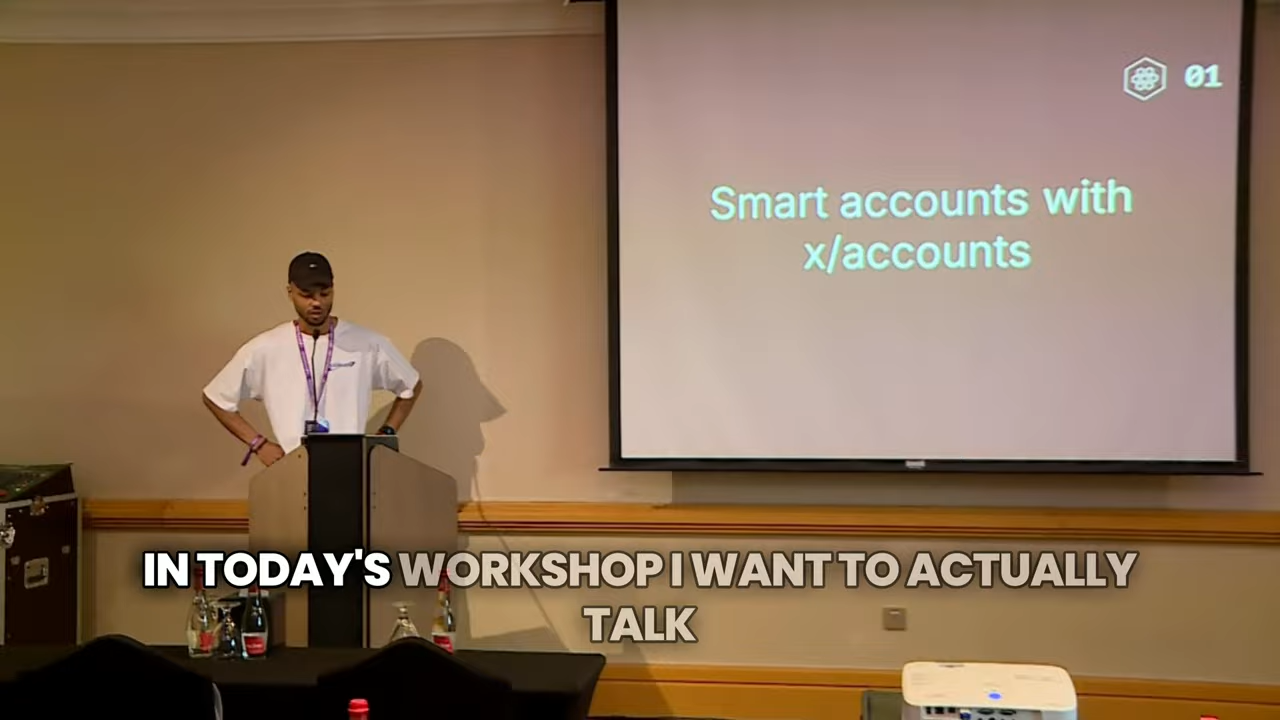 01
Smart accounts with
x/accounts
IN TODAY'S WORKSHOP I WANT TO ACTUALLY
TALK